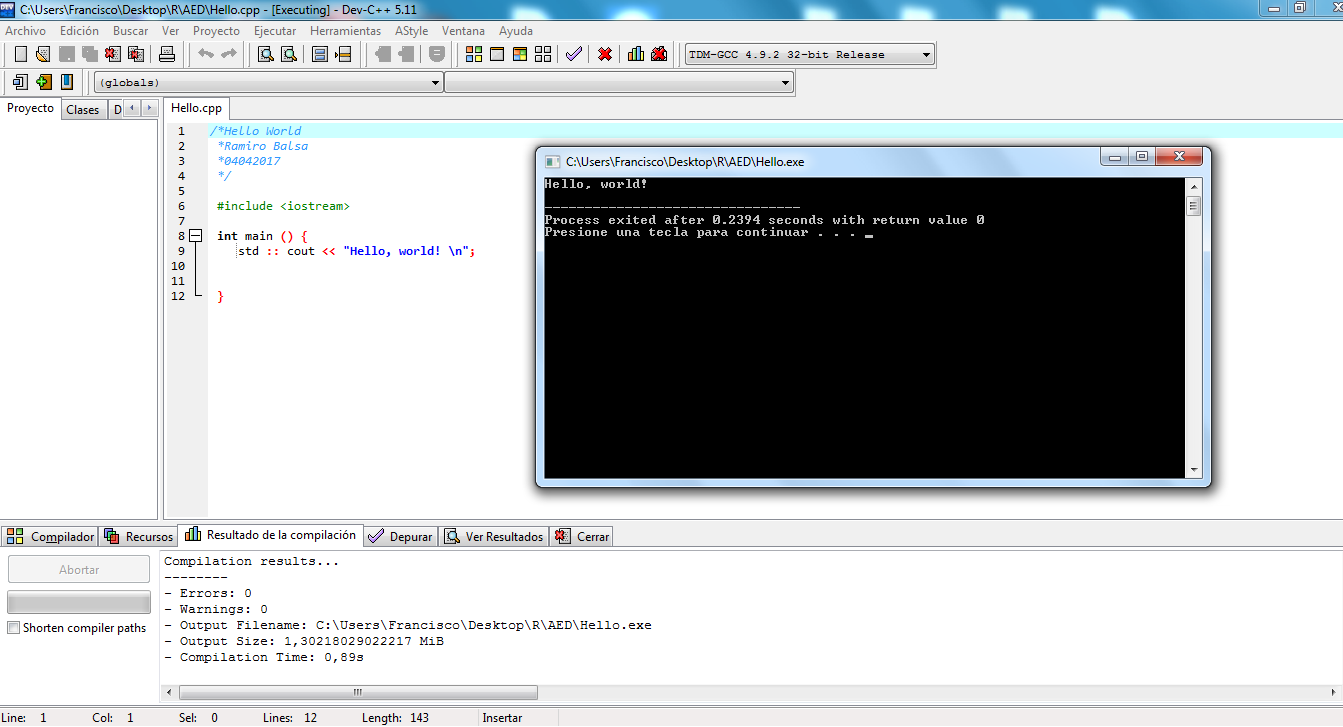 C:\Users\Francisco\Desktop\R\AED\Hello.cpp - [Executing] - Dev-C++ 5.11
Archivo Edición Buscar Ver Proyecto Ejecutar Herramientas AStyle Ventana Ayuda
TDM-GCC 4.9.2 32-bit Release
(globals)
Proyecto Clases D
Hello.cpp
1 /*Hello World
2 *Ramiro Balsa
3 *04042017
4 */
5
6 #include <iostream>
7
8 int main () {
9 std :: cout << "Hello, world! \n";
10
11
12 }
C:\Users\Francisco\Desktop\R\AED\Hello.exe
Hello, world!
--------------------------------
Process exited after 0.2394 seconds with return value 0
Presione una tecla para continuar . . . _
Compilador Recursos Resultado de la compilación Depurar Ver Resultados Cerrar
Abortar
Shorten compiler paths
Compilation results...
--------
- Errors: 0
- Warnings: 0
- Output Filename: C:\Users\Francisco\Desktop\R\AED\Hello.exe
- Output Size: 1,30218029022217 MiB
- Compilation Time: 0,89s
Line: 1 Col: 1 Sel: 0 Lines: 12 Length: 143 Insertar